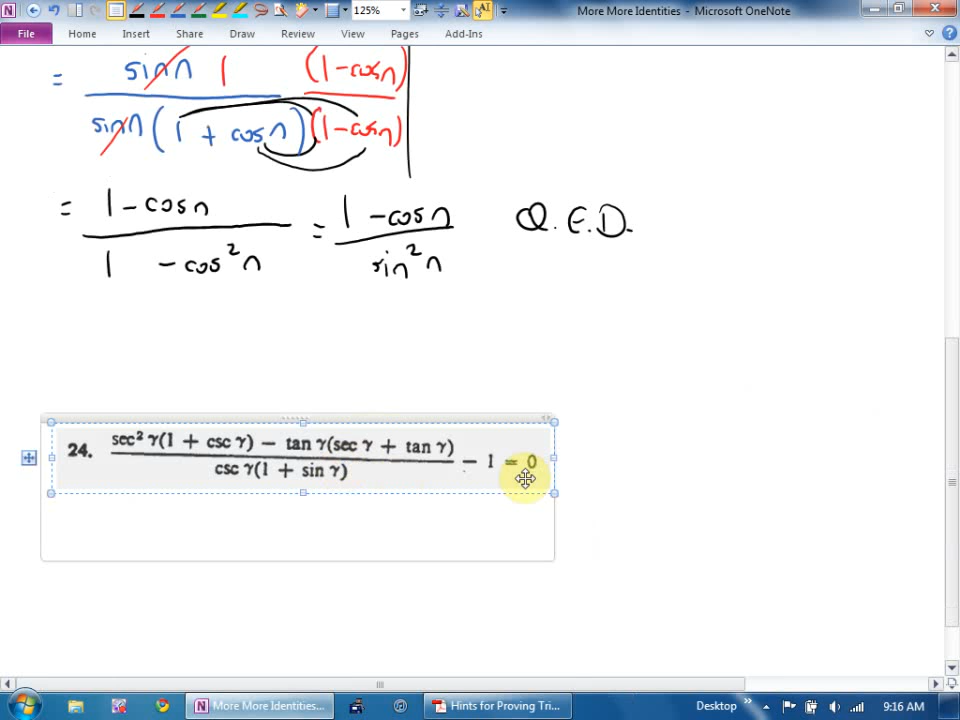 125%
More More Identities - Microsoft OneNote
File Home Insert Share Draw Review View Pages Add-Ins
= sin n 1 (1 - cos n)
sin n (1 + cos n) (1 - cos n)
= 1 - cos n = 1 - cos n Q.E.D.
1 - cos² n sin² n
24. sec² γ(1 + csc γ) − tan γ(sec γ + tan γ)
csc γ(1 + sin γ)
− 1 = 0
More More Identities... Hints for Proving Tri... Desktop 9:16 AM